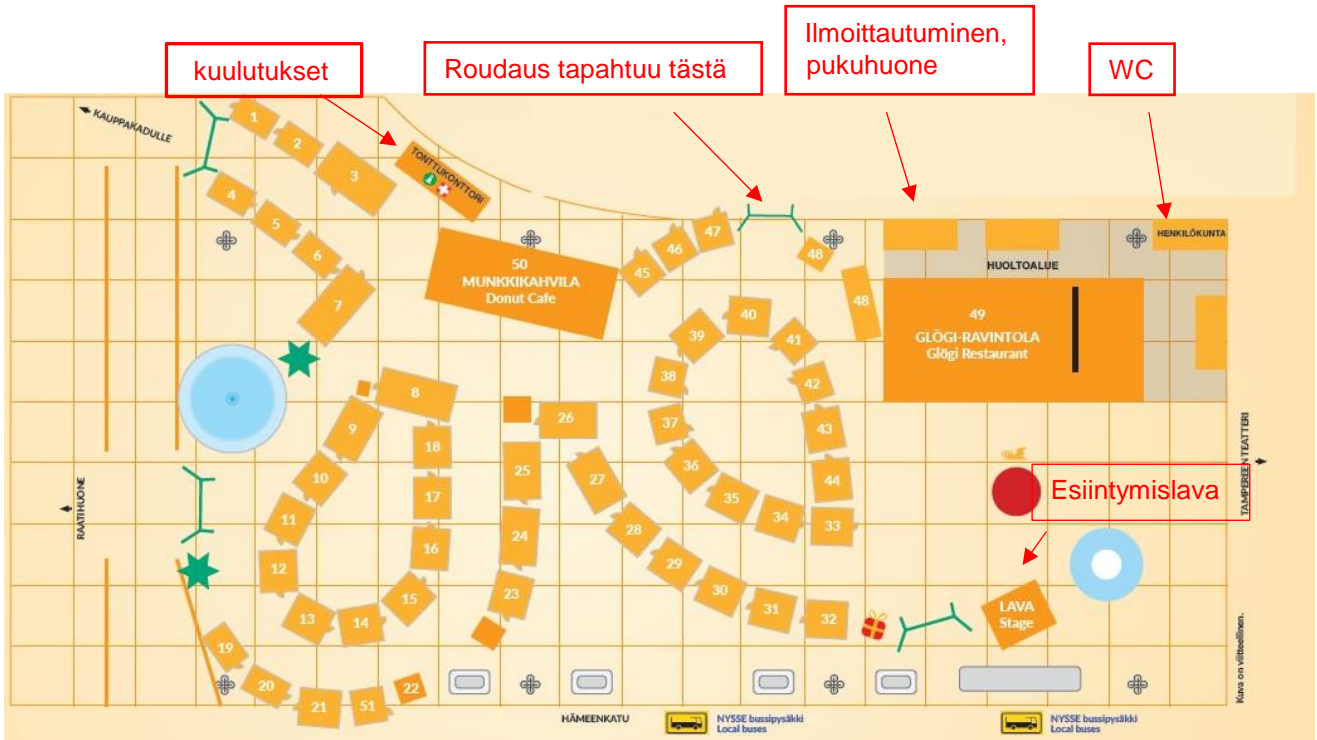 kuulutukset
Roudaus tapahtuu tästä
Ilmoittautuminen,
pukuhuone
WC
KAUPPAKADULLE
1
2
3
TONTTUKONTTORI
4
5
6
7
50
MUNKKIKAHVILA
Donut Cafe
45
46
47
48
48
HENKILÖKUNTA
HUOLTOALUE
49
GLÖGI-RAVINTOLA
Glögi Restaurant
40
39
41
38
42
37
43
36
44
35
34
33
8
9
18
10
17
11
16
12
15
13
14
26
25
27
24
28
23
29
30
31
32
19
20
21
51
22
RAATIHUONE
TAMPEREEN TEATTERI
Esiintymislava
LAVA
Stage
Kuva on viitteellinen.
HÄMEENKATU
NYSSE bussipysäkki
Local buses
NYSSE bussipysäkki
Local buses